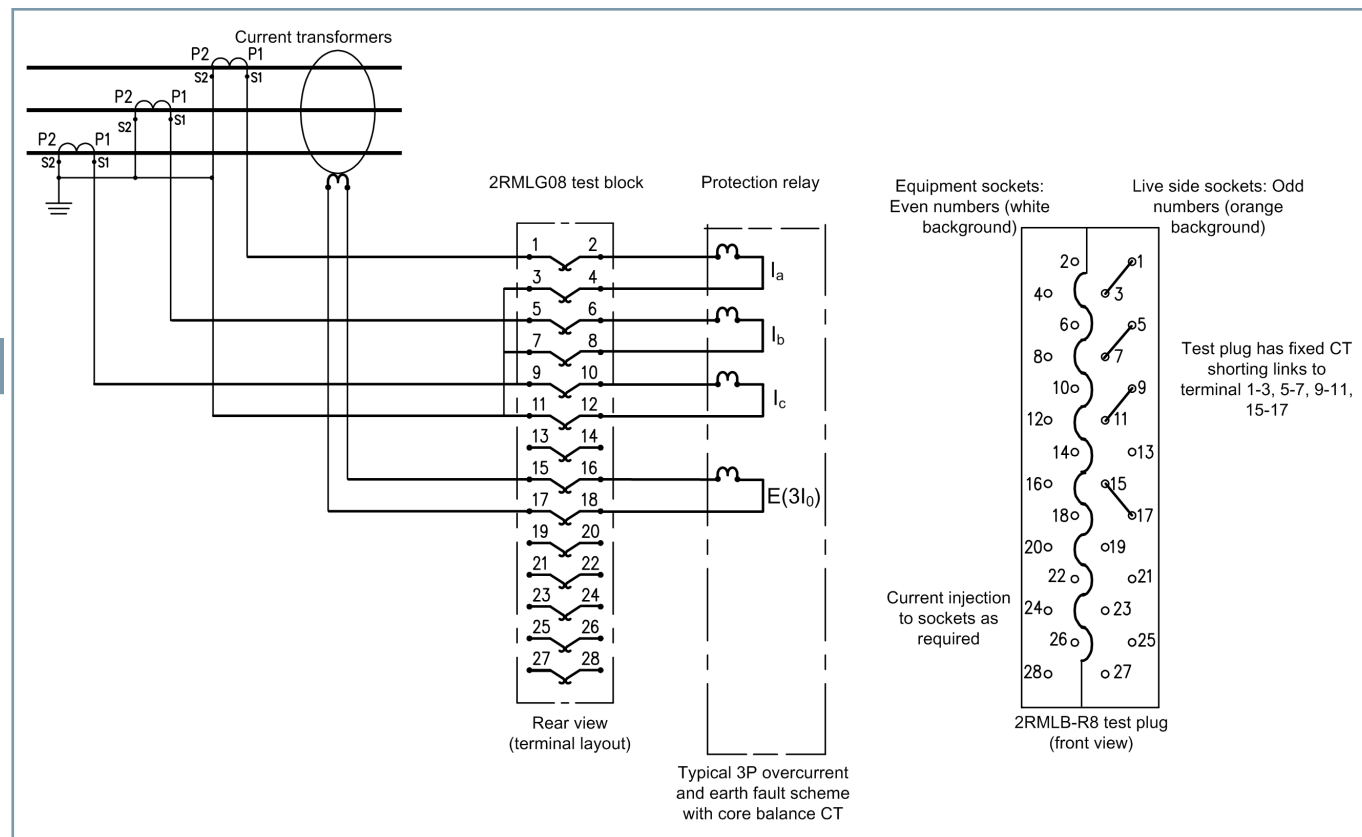 Current transformers
P2 P1
S2 S1
P2 P1
S2 S1
P2 P1
S2 S1
2RMLG08 test block
1 2
3 4
5 6
7 8
9 10
11 12
13 14
15 16
17 18
19 20
21 22
23 24
25 26
27 28
Rear view
(terminal layout)
Protection relay
Ia
Ib
Ic
E(3I0)
Typical 3P overcurrent
and earth fault scheme
with core balance CT
Equipment sockets:
Even numbers (white
background)
Live side sockets: Odd
numbers (orange
background)
2 1
4 3
6 5
8 7
10 9
12 11
14 13
16 15
18 17
20 19
22 21
24 23
26 25
28 27
Test plug has fixed CT
shorting links to
terminal 1-3, 5-7, 9-11,
15-17
Current injection
to sockets as
required
2RMLB-R8 test plug
(front view)